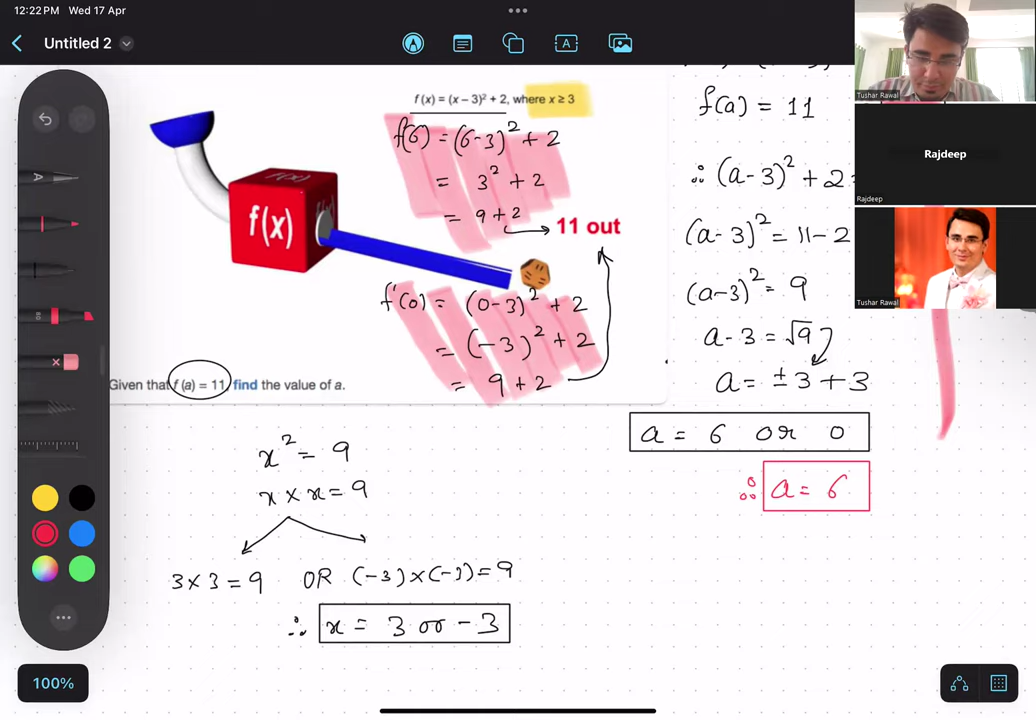 12:22 PM Wed 17 Apr
Untitled 2
A
A
80
f(x) = (x – 3)² + 2, where x ≥ 3
f(6) = (6-3)² + 2
= 3² + 2
= 9 + 2
11 out
f(x)
f(0) = (0-3)² + 2
= (-3)² + 2
= 9 + 2
Given that f (a) = 11, find the value of a.
x² = 9
x × x = 9
3 × 3 = 9 OR (-3) × (-3) = 9
∴ x = 3 or -3
f(a) = 11
∴ (a-3)² + 2
(a-3)² = 11 - 2
(a-3)² = 9
a - 3 = √9
a = ±3 + 3
a = 6 or 0
∴ a = 6
Tushar Rawal
Rajdeep
Rajdeep
Tushar Rawal
100%